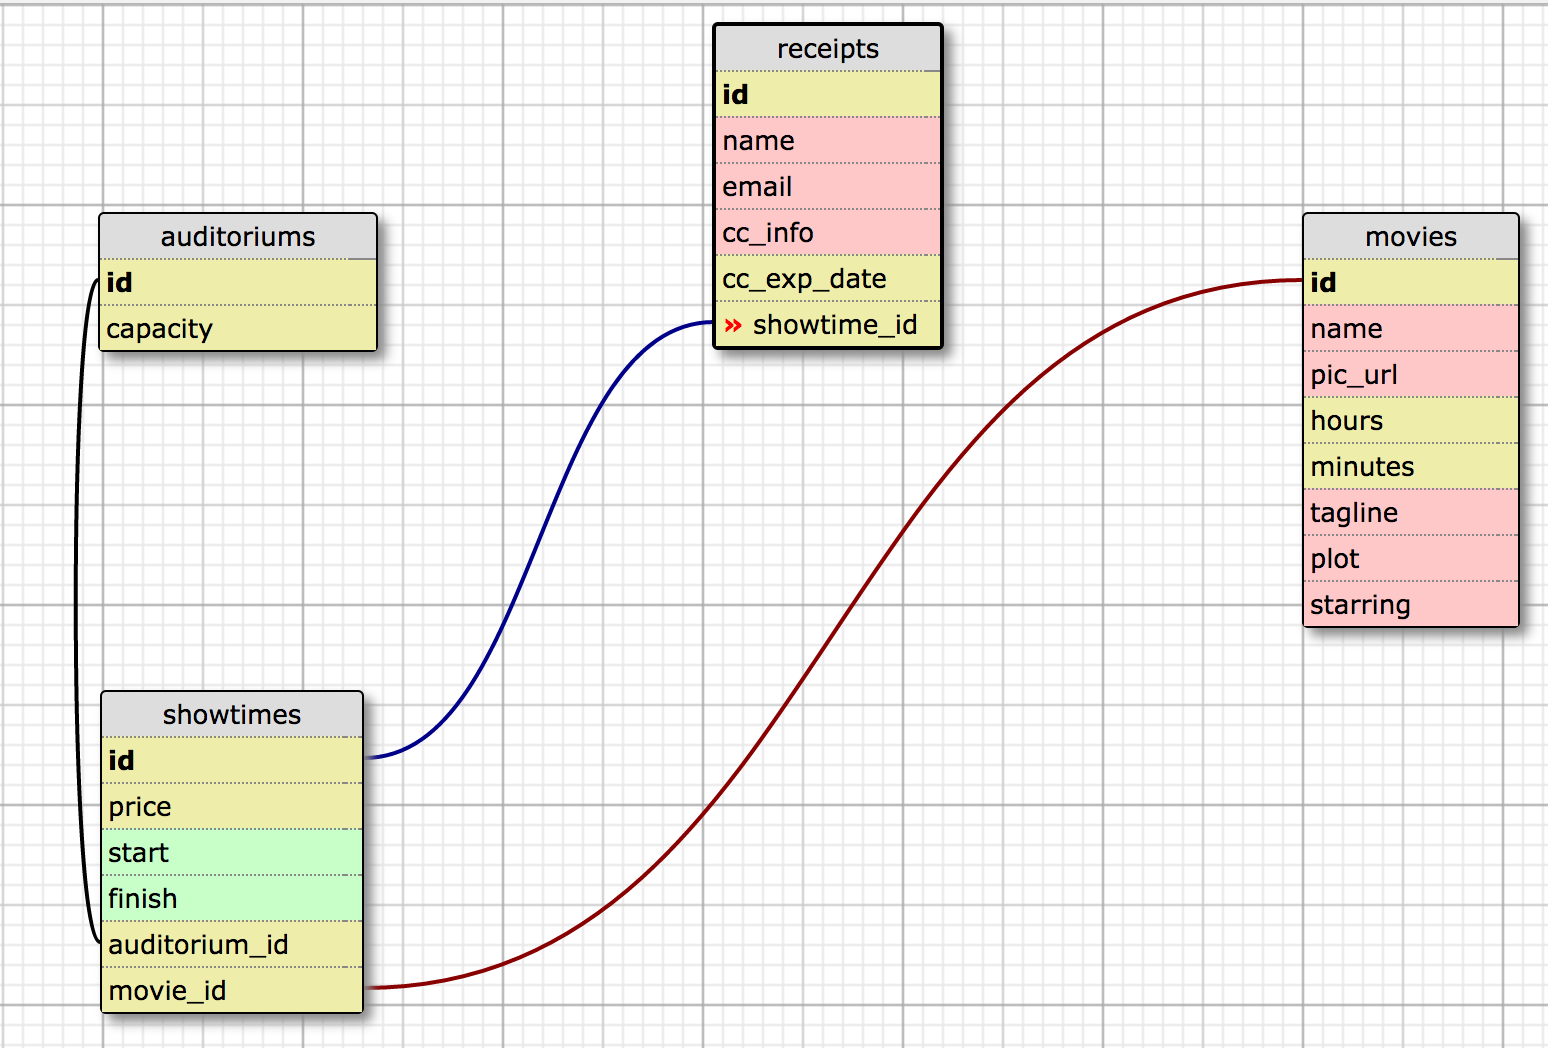 receipts
id
name
email
cc_info
cc_exp_date
» showtime_id
auditoriums
id
capacity
movies
id
name
pic_url
hours
minutes
tagline
plot
starring
showtimes
id
price
start
finish
auditorium_id
movie_id